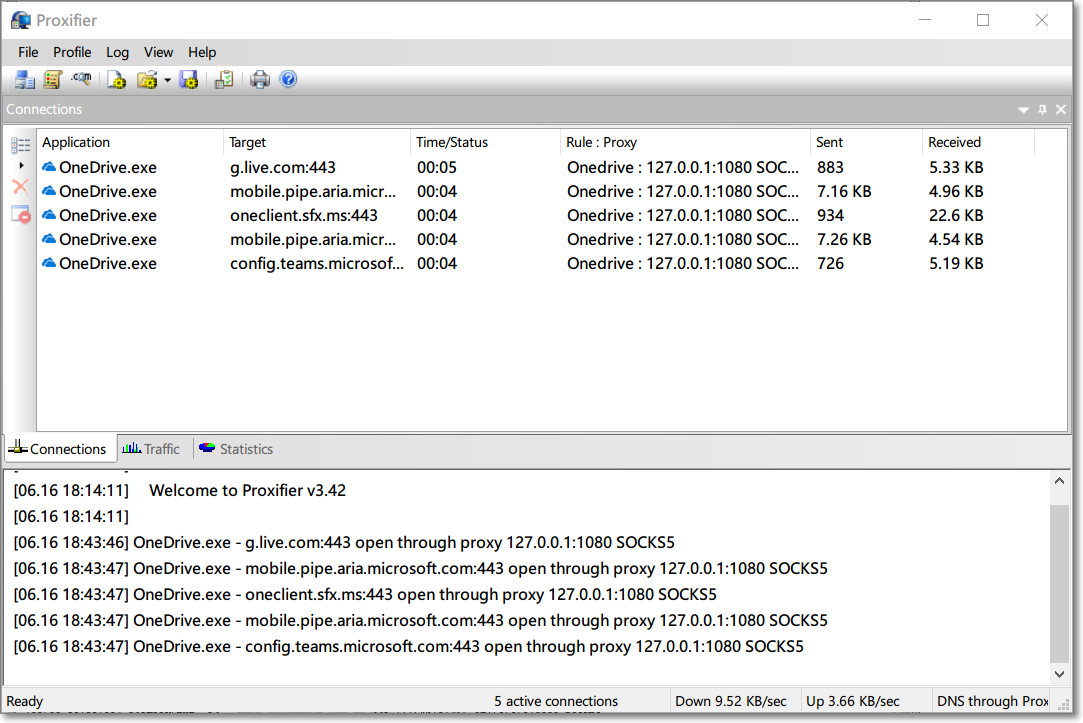 Proxifier
File Profile Log View Help
.com
Connections
Application Target Time/Status Rule : Proxy Sent Received
OneDrive.exe g.live.com:443 00:05 Onedrive : 127.0.0.1:1080 SOC... 883 5.33 KB
OneDrive.exe mobile.pipe.aria.micr... 00:04 Onedrive : 127.0.0.1:1080 SOC... 7.16 KB 4.96 KB
OneDrive.exe oneclient.sfx.ms:443 00:04 Onedrive : 127.0.0.1:1080 SOC... 934 22.6 KB
OneDrive.exe mobile.pipe.aria.micr... 00:04 Onedrive : 127.0.0.1:1080 SOC... 7.26 KB 4.54 KB
OneDrive.exe config.teams.microsof... 00:04 Onedrive : 127.0.0.1:1080 SOC... 726 5.19 KB
Connections Traffic Statistics
[06.16 18:14:11] Welcome to Proxifier v3.42
[06.16 18:14:11]
[06.16 18:43:46] OneDrive.exe - g.live.com:443 open through proxy 127.0.0.1:1080 SOCKS5
[06.16 18:43:47] OneDrive.exe - mobile.pipe.aria.microsoft.com:443 open through proxy 127.0.0.1:1080 SOCKS5
[06.16 18:43:47] OneDrive.exe - oneclient.sfx.ms:443 open through proxy 127.0.0.1:1080 SOCKS5
[06.16 18:43:47] OneDrive.exe - mobile.pipe.aria.microsoft.com:443 open through proxy 127.0.0.1:1080 SOCKS5
[06.16 18:43:47] OneDrive.exe - config.teams.microsoft.com:443 open through proxy 127.0.0.1:1080 SOCKS5
Ready 5 active connections Down 9.52 KB/sec Up 3.66 KB/sec DNS through Prox